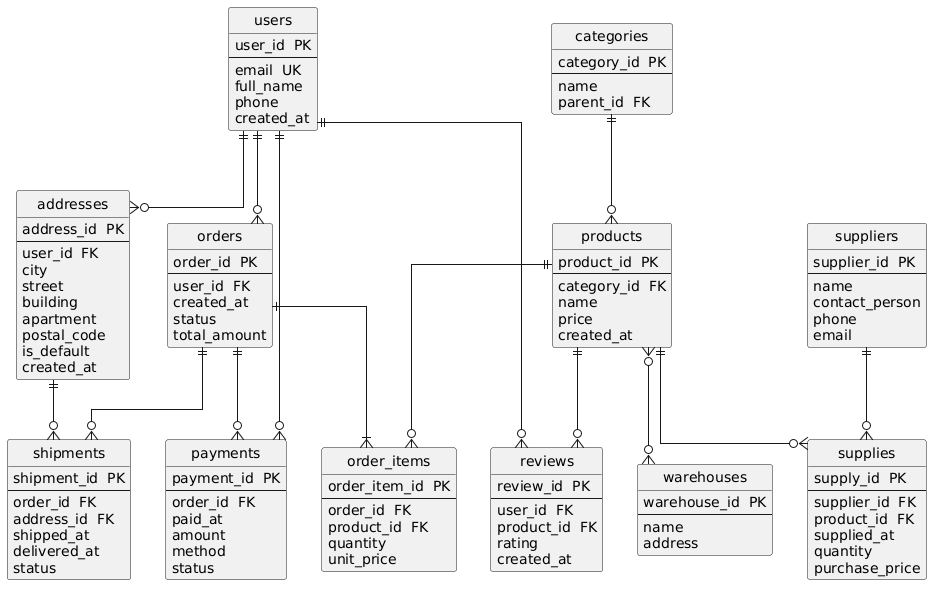 users
user_id PK
email UK
full_name
phone
created_at
categories
category_id PK
name
parent_id FK
addresses
address_id PK
user_id FK
city
street
building
apartment
postal_code
is_default
created_at
orders
order_id PK
user_id FK
created_at
status
total_amount
products
product_id PK
category_id FK
name
price
created_at
suppliers
supplier_id PK
name
contact_person
phone
email
shipments
shipment_id PK
order_id FK
address_id FK
shipped_at
delivered_at
status
payments
payment_id PK
order_id FK
paid_at
amount
method
status
order_items
order_item_id PK
order_id FK
product_id FK
quantity
unit_price
reviews
review_id PK
user_id FK
product_id FK
rating
created_at
warehouses
warehouse_id PK
name
address
supplies
supply_id PK
supplier_id FK
product_id FK
supplied_at
quantity
purchase_price